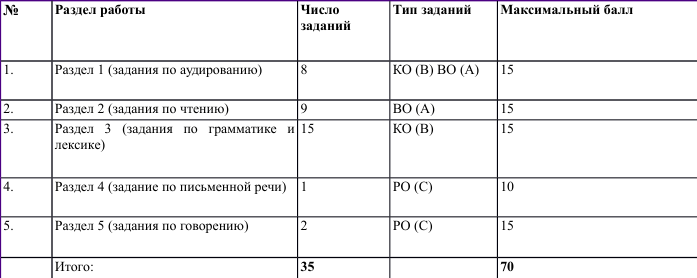 № Раздел работы Число Тип заданий Максимальный балл
заданий
1. Раздел 1 (задания по аудированию) 8 КО (В) ВО (А) 15
2. Раздел 2 (задания по чтению) 9 ВО (А) 15
3. Раздел 3 (задания по грамматике и 15 КО (В) 15
лексике)
4. Раздел 4 (задание по письменной речи) 1 РО (С) 10
5. Раздел 5 (задания по говорению) 2 РО (С) 15
Итого: 35 70